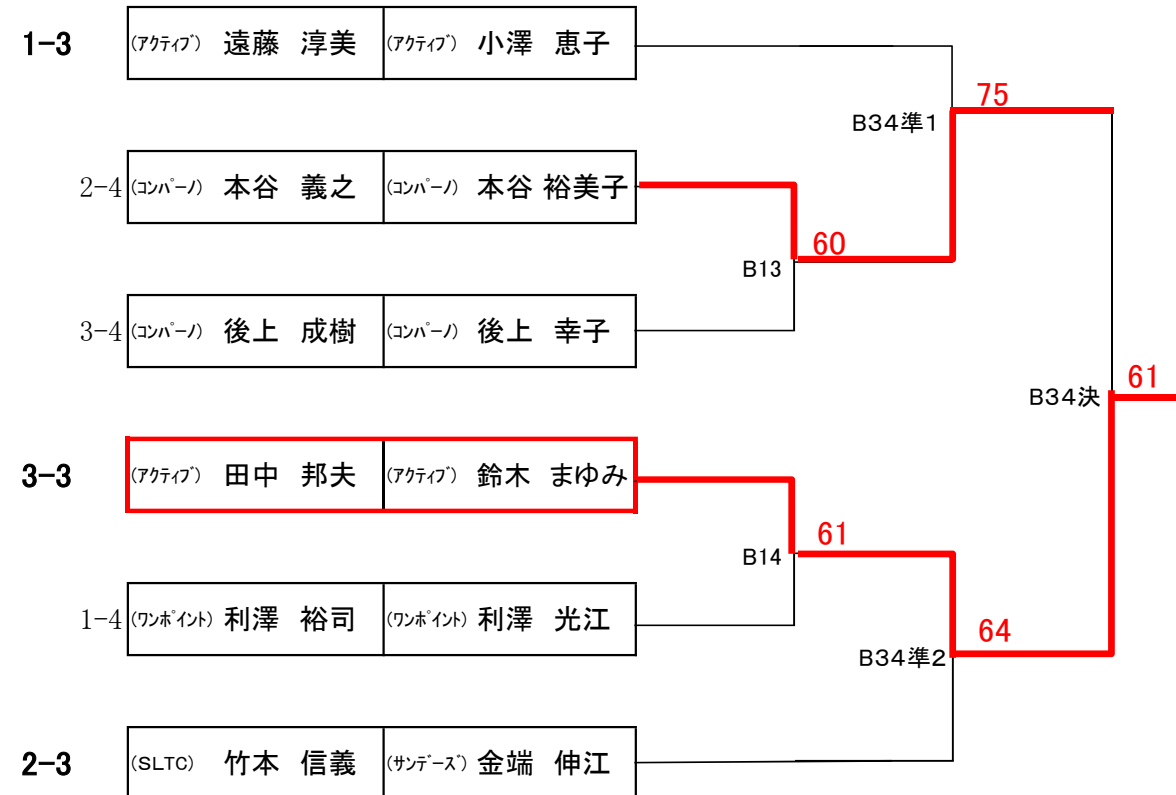 1-3 (アクティブ) 遠藤 淳美 (アクティブ) 小澤 恵子
75
B34準1
2-4 (コンパーノ) 本谷 義之 (コンパーノ) 本谷 裕美子
60
B13
3-4 (コンパーノ) 後上 成樹 (コンパーノ) 後上 幸子
61
B34決
3-3 (アクティブ) 田中 邦夫 (アクティブ) 鈴木 まゆみ
61
B14
1-4 (ワンポイント) 利澤 裕司 (ワンポイント) 利澤 光江
64
B34準2
2-3 (SLTC) 竹本 信義 (サンデーズ) 金端 伸江